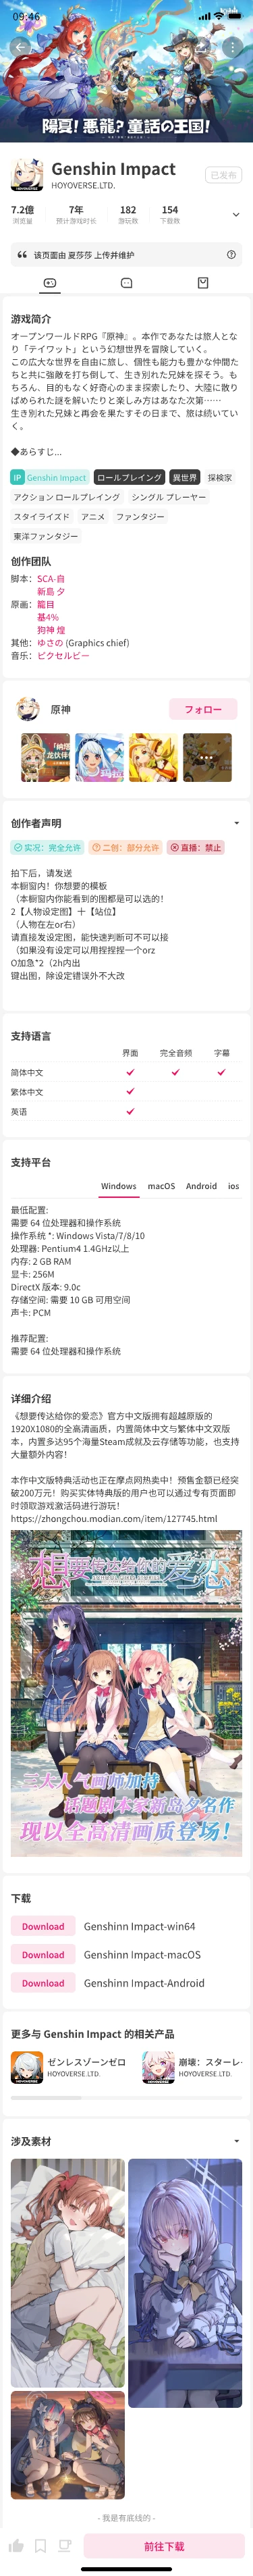 09:46
陽夏! 悪龍? 童話の王国!
Genshin Impact
HOYOVERSE.LTD.
已发布
7.2億
浏览量
7年
预计游戏时长
182
游玩数
154
下载数
该页面由 夏莎莎 上传并维护
游戏简介
オープンワールドRPG『原神』。本作であなたは旅人とな
り「テイワット」という幻想世界を冒険していく。
この広大な世界を自由に旅し、個性も能力も豊かな仲間た
ちと共に強敵を打ち倒して、生き別れた兄妹を探そう。も
ちろん、目的もなく好奇心のまま探索したり、大陸に散り
ばめられた謎を解いたりと楽しみ方はあなた次第……
生き別れた兄妹と再会を果たすその日まで、旅は続いてい
く。
◆あらすじ...
IP Genshin Impact
ロールプレイング
異世界
探検家
アクション ロールプレイング
シングル プレーヤー
スタイライズド
アニメ
ファンタジー
東洋ファンタジー
创作团队
脚本: SCA-自
新島 夕
原画: 籠目
基4%
狗神 煌
其他: ゆさの (Graphics chief)
音乐: ピクセルビー
原神
フォロー
创作者声明
实况：完全允许
二创：部分允许
直播：禁止
拍下后，请发送
本橱窗内！你想要的模板
（本橱窗内你能看到的图都是可以选的！
2【人物设定图】十【站位】
（人物在左or右）
请直接发设定图，能快速判断可不可以接
（如果没有设定可以用捏捏捏一个orz
O加急*2（2h内出
键出图，除设定错误外不大改
支持语言
界面
完全音频
字幕
简体中文
繁体中文
英语
支持平台
Windows
macOS
Android
ios
最低配置:
需要 64 位处理器和操作系统
操作系统 *: Windows Vista/7/8/10
处理器: Pentium4 1.4GHz以上
内存: 2 GB RAM
显卡: 256M
DirectX 版本: 9.0c
存储空间: 需要 10 GB 可用空间
声卡: PCM
推荐配置:
需要 64 位处理器和操作系统
详细介绍
《想要传达给你的爱恋》官方中文版拥有超越原版的
1920X1080的全高清画质，内置简体中文与繁体中文双版
本，内置多达95个海量Steam成就及云存储等功能，也支持
大量额外内容！
本作中文版特典活动也正在摩点网热卖中！预售金额已经突
破200万元！购买实体特典版的用户也可以通过专有页面即
时领取游戏激活码进行游玩！
https://zhongchou.modian.com/item/127745.html
想要传达给你的爱恋
三大人气画师加持
话题剧本家新岛夕名作
现以全高清画质登场！
下载
Download
Genshinn Impact-win64
Download
Genshinn Impact-macOS
Download
Genshinn Impact-Android
更多与 Genshin Impact 的相关产品
ゼンレスゾーンゼロ
HOYOVERSE.LTD.
崩壊：スターレ
HOYOVERSE.LTD.
涉及素材
- 我是有底线的 -
前往下载